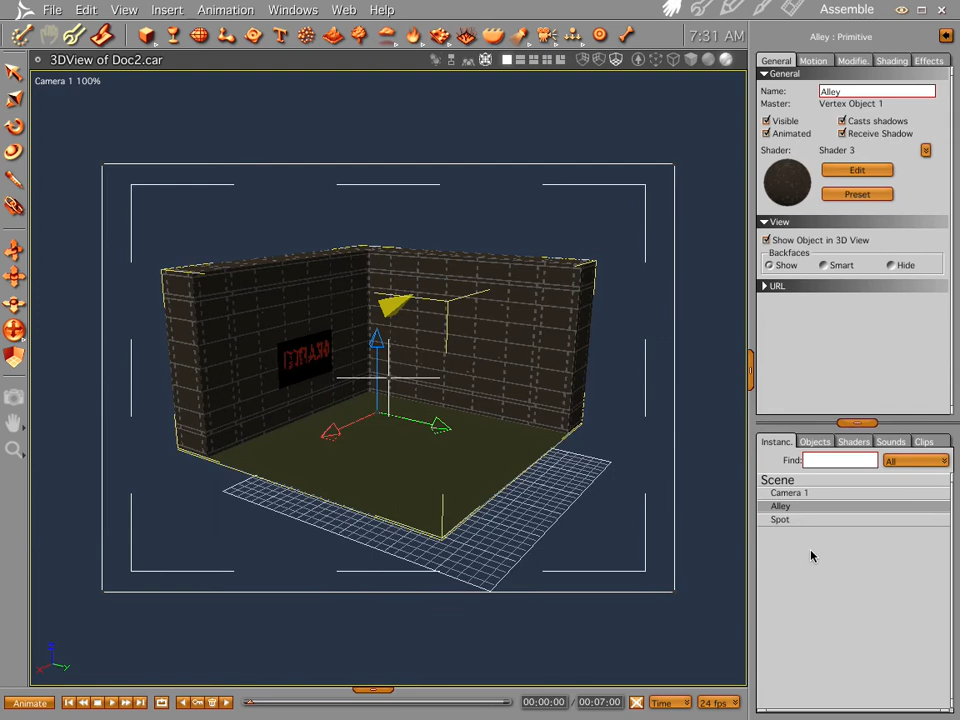 File Edit View Insert Animation Windows Web Help
Assemble
7:31 AM
3DView of Doc2.car
Camera 1 100%
Alley : Primitive
General Motion Modifie. Shading Effects
General
Name: Alley
Master: Vertex Object 1
Visible Casts shadows
Animated Receive Shadow
Shader: Shader 3
Edit
Preset
View
Show Object in 3D View
Backfaces
Show Smart Hide
URL
Instanc. Objects Shaders Sounds Clips
Find: All
Scene
Camera 1
Alley
Spot
Z
X Y
Animate 00:00:00 / 00:07:00 Time 24 fps